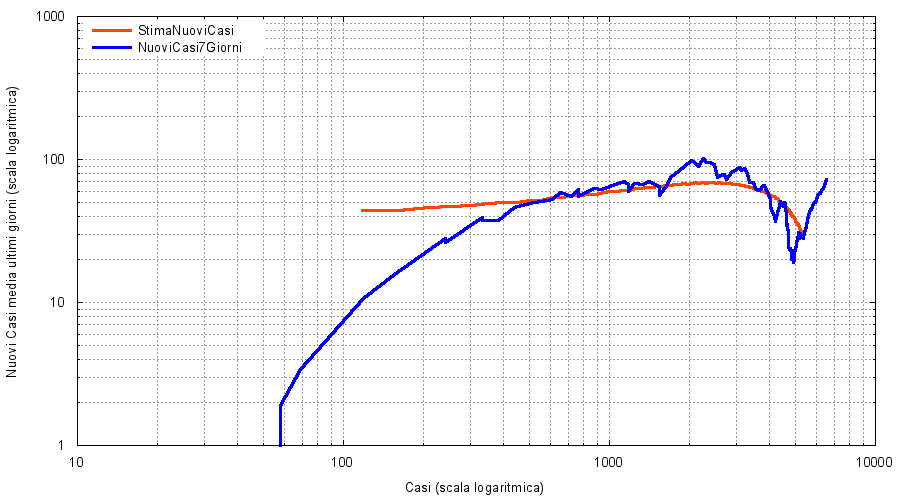 1000
StimaNuoviCasi
NuoviCasi7Giorni
100
10
1
Nuovi Casi media ultimi giorni (scala logaritmica)
10 100 1000 10000
Casi (scala logaritmica)